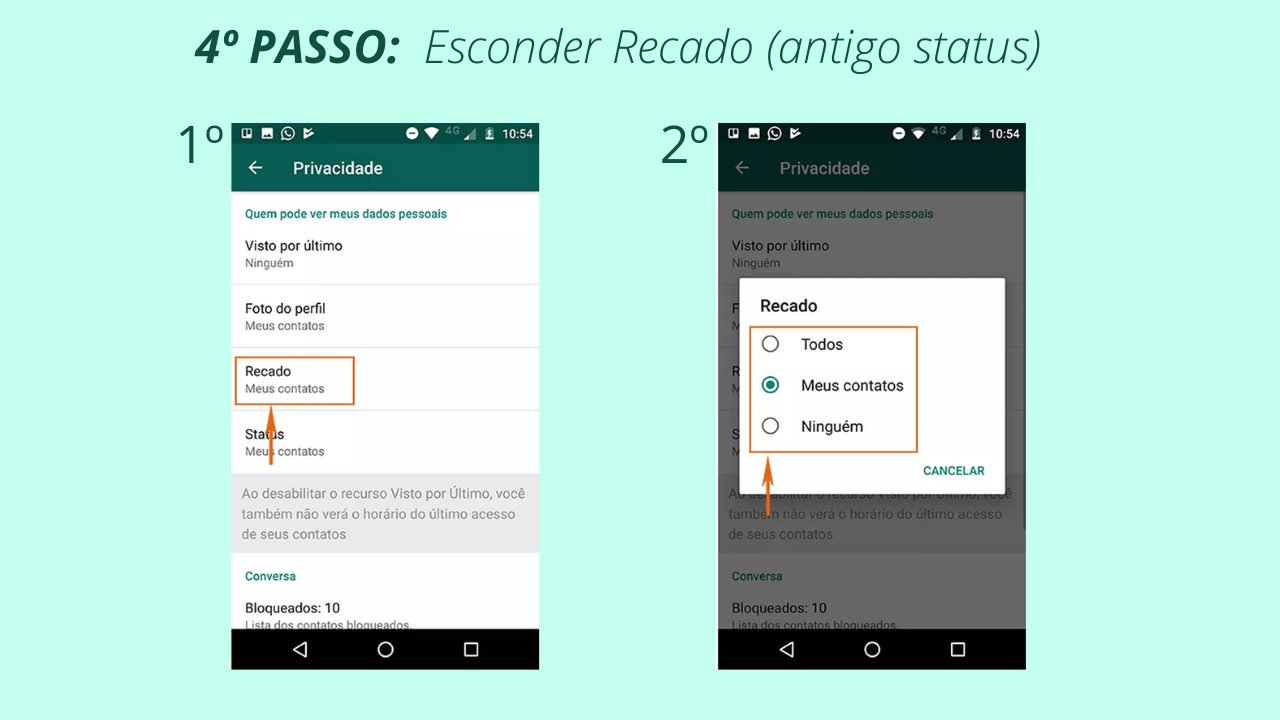 4º PASSO: Esconder Recado (antigo status)
1º
4G 10:54
Privacidade
Quem pode ver meus dados pessoais
Visto por último
Ninguém
Foto do perfil
Meus contatos
Recado
Meus contatos
Status
Meus contatos
Ao desabilitar o recurso Visto por Último, você
também não verá o horário do último acesso
de seus contatos
Conversa
Bloqueados: 10
Lista dos contatos bloqueados.
2º
4G 10:54
Privacidade
Quem pode ver meus dados pessoais
Visto por último
Ninguém
F
M
Recado
Todos
R
Meus contatos
M
Ninguém
S
M
CANCELAR
Ao desabilitar o recurso Visto por Último, você
também não verá o horário do último acesso
de seus contatos
Conversa
Bloqueados: 10
Lista dos contatos bloqueados.